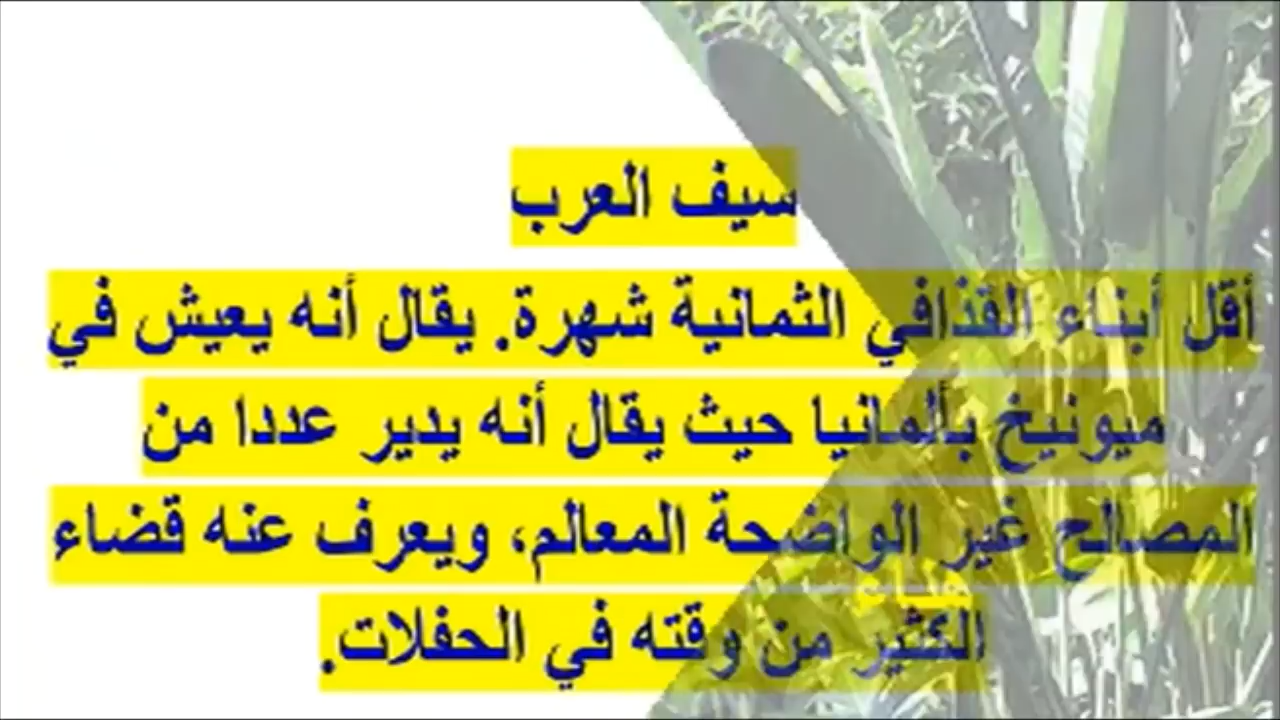 سيف العرب
أقل أبناء القذافي الثمانية شهرة. يقال أنه يعيش في
ميونيخ بألمانيا حيث يقال أنه يدير عددا من
المصالح غير الواضحة المعالم، ويعرف عنه قضاء
هناء
الكثير من وقته في الحفلات.